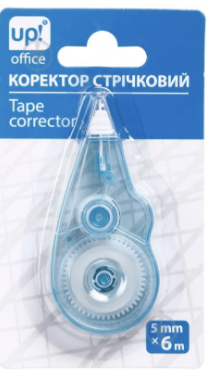 up!
office
КОРЕКТОР СТРІЧКОВИЙ
Tape
corrector
5 mm
× 6 m